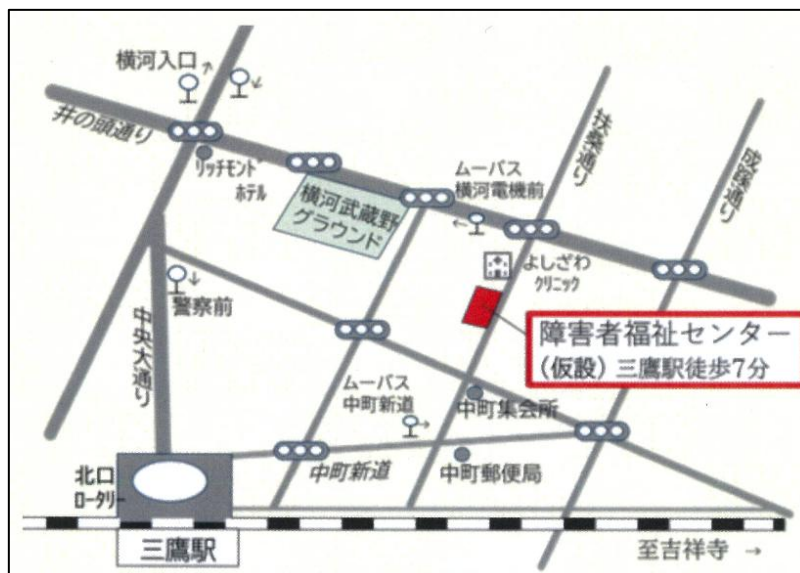 横河入口
↗
↙
井の頭通り
リッチモンド
ホテル
横河武蔵野
グラウンド
ムーバス
横河電機前
←
扶桑通り
成蹊通り
よしざわ
クリニック
↓
警察前
中央大通り
障害者福祉センター
(仮設) 三鷹駅徒歩7分
ムーバス
中町新道
→
中町集会所
中町新道
中町郵便局
北口
ロータリー
三鷹駅
至吉祥寺 →